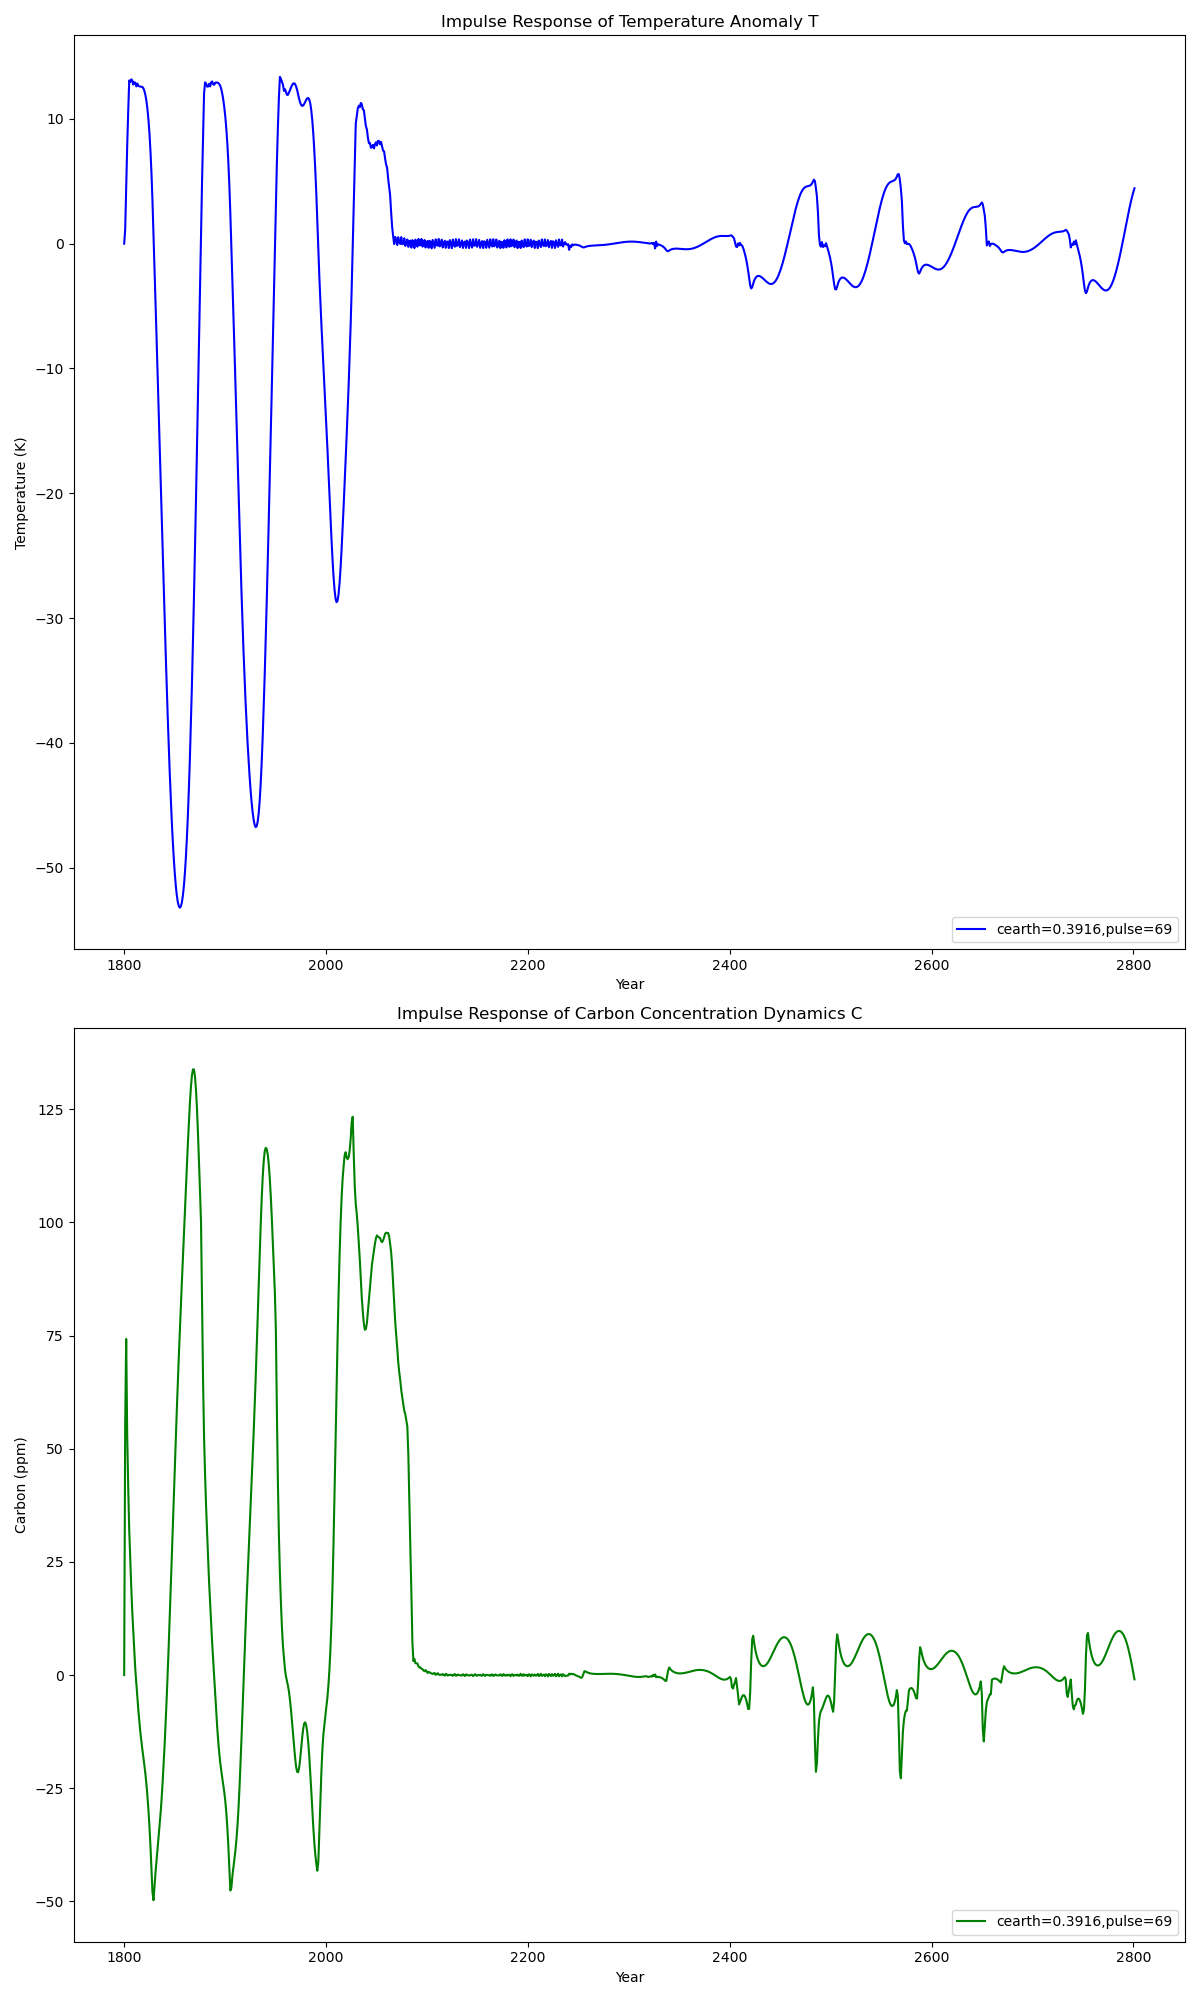 Impulse Response of Temperature Anomaly T
10
0
−10
−20
−30
−40
−50
Temperature (K)
cearth=0.3916,pulse=69
1800 2000 2200 2400 2600 2800
Year
Impulse Response of Carbon Concentration Dynamics C
125
100
75
50
25
0
−25
−50
Carbon (ppm)
cearth=0.3916,pulse=69
1800 2000 2200 2400 2600 2800
Year